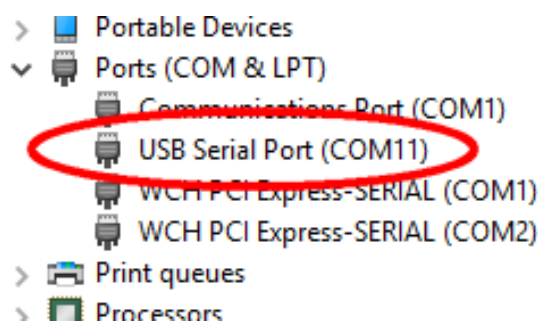 Portable Devices
Ports (COM & LPT)
Communications Port (COM1)
USB Serial Port (COM11)
WCH PCI Express-SERIAL (COM1)
WCH PCI Express-SERIAL (COM2)
Print queues
Processors